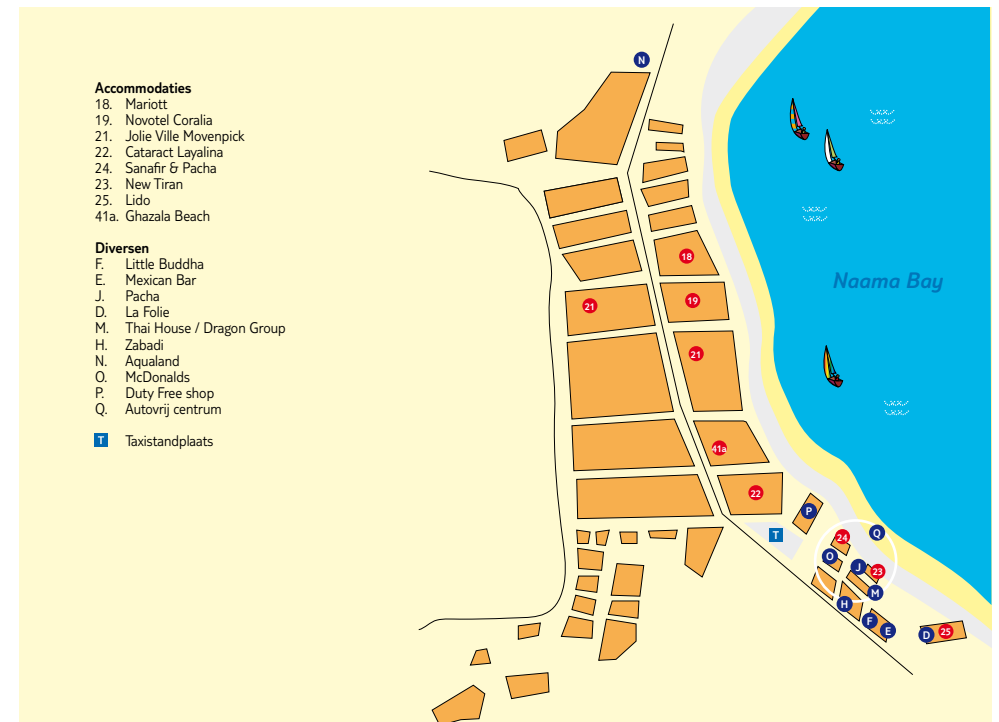 Accommodaties
18. Mariott
19. Novotel Coralia
21. Jolie Ville Movenpick
22. Cataract Layalina
24. Sanafir & Pacha
23. New Tiran
25. Lido
41a. Ghazala Beach
Diversen
F. Little Buddha
E. Mexican Bar
J. Pacha
D. La Folie
M. Thai House / Dragon Group
H. Zabadi
N. Aqualand
O. McDonalds
P. Duty Free shop
Q. Autovrij centrum
T Taxistandplaats
N
18
Naama Bay
19
21
21
41a
22
P
T
Q
24
O
J
23
M
H
F
E
D
25